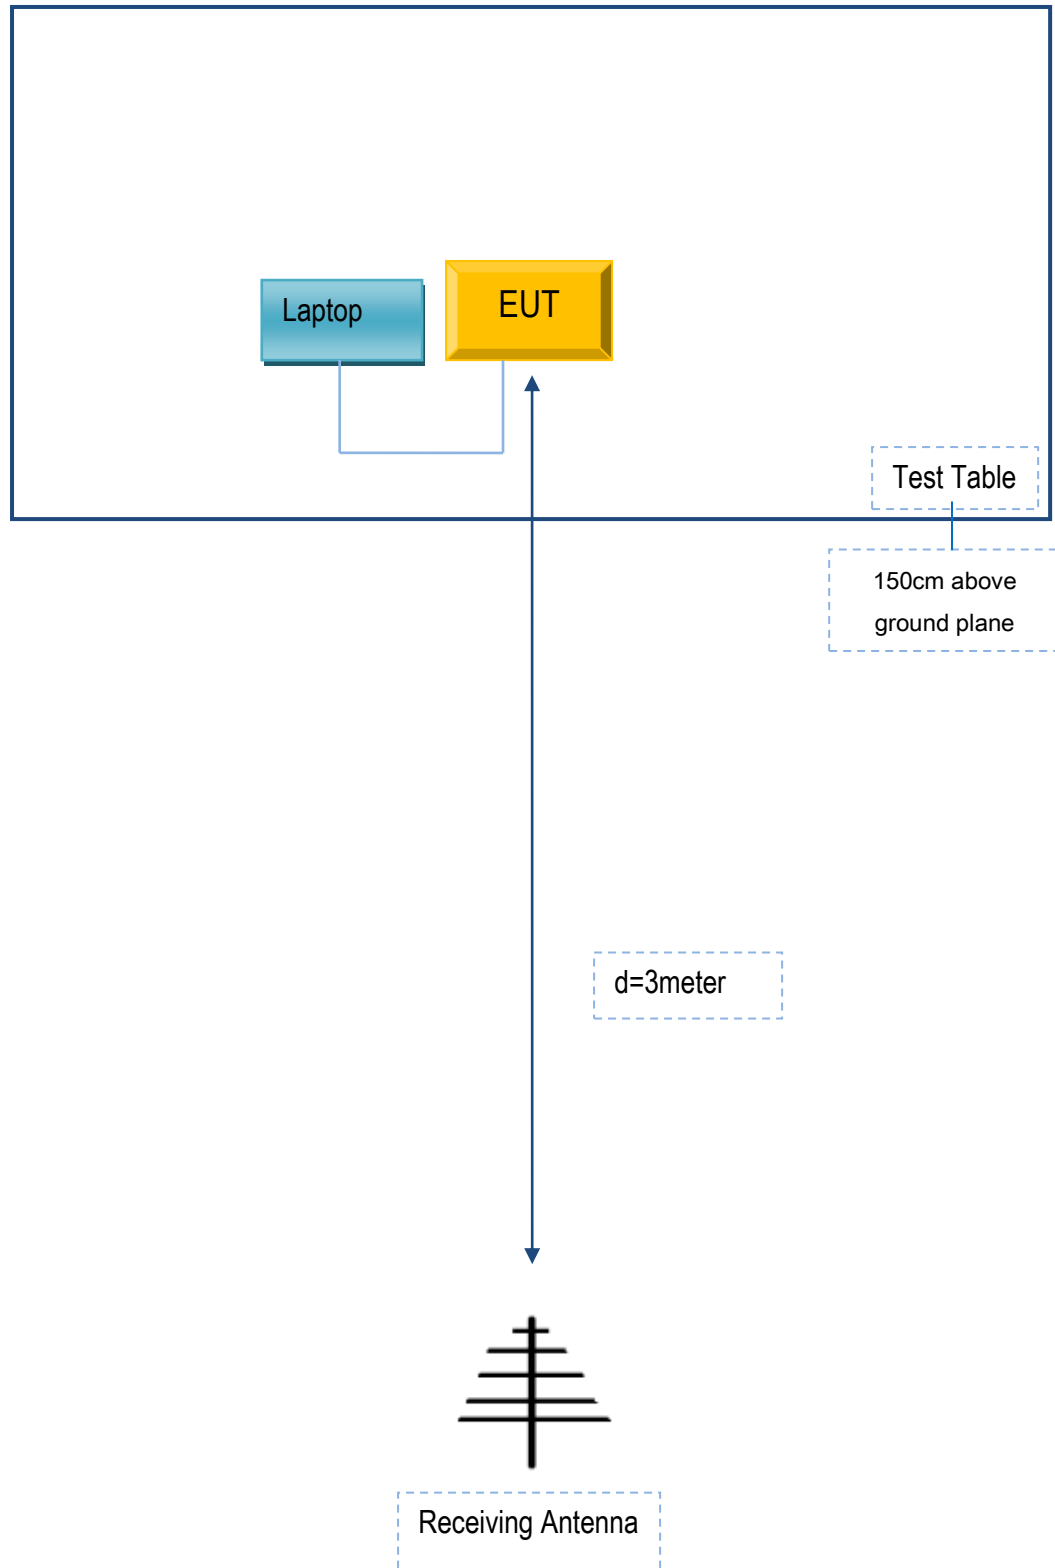 Laptop
EUT
Test Table
150cm above
ground plane
d=3meter
Receiving Antenna